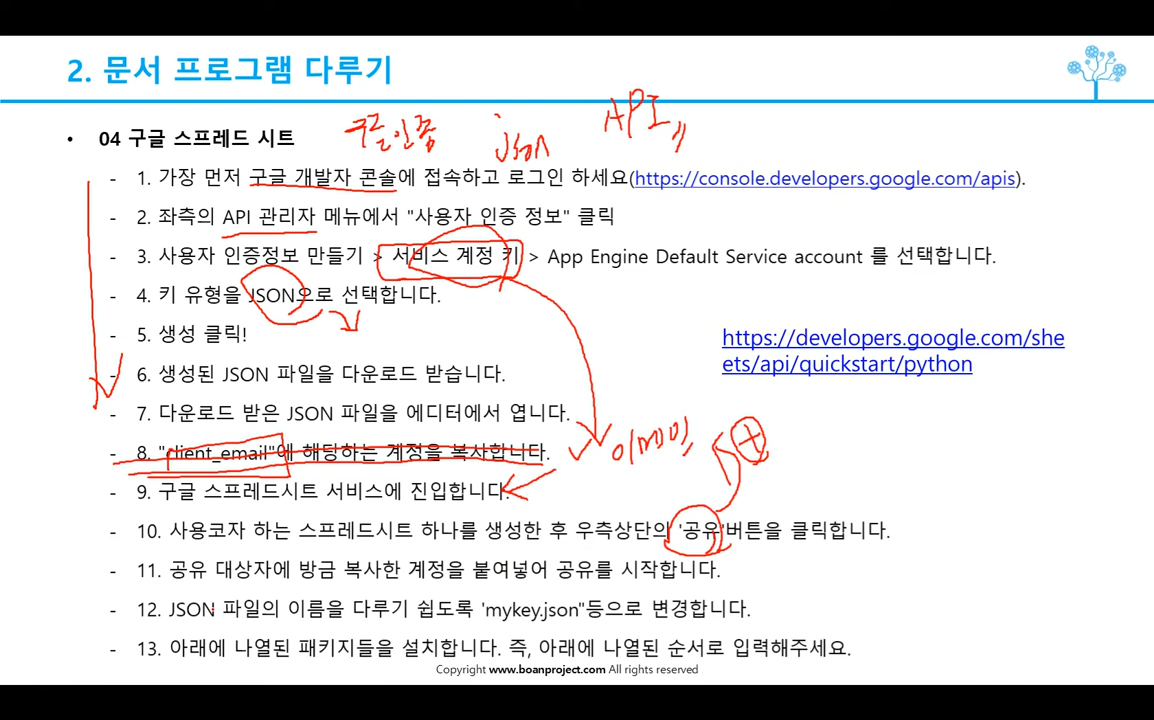 2. 문서 프로그램 다루기
• 04 구글 스프레드 시트
구글인증 json API
- 1. 가장 먼저 구글 개발자 콘솔에 접속하고 로그인 하세요(https://console.developers.google.com/apis).
- 2. 좌측의 API 관리자 메뉴에서 "사용자 인증 정보" 클릭
- 3. 사용자 인증정보 만들기 > 서비스 계정 키 > App Engine Default Service account 를 선택합니다.
- 4. 키 유형을 JSON으로 선택합니다.
- 5. 생성 클릭!
https://developers.google.com/she
ets/api/quickstart/python
- 6. 생성된 JSON 파일을 다운로드 받습니다.
- 7. 다운로드 받은 JSON 파일을 에디터에서 엽니다.
- 8. "client_email"에 해당하는 계정을 복사합니다.
이메일
- 9. 구글 스프레드시트 서비스에 진입합니다.
- 10. 사용코자 하는 스프레드시트 하나를 생성한 후 우측상단의 '공유'버튼을 클릭합니다.
- 11. 공유 대상자에 방금 복사한 계정을 붙여넣어 공유를 시작합니다.
- 12. JSON 파일의 이름을 다루기 쉽도록 'mykey.json"등으로 변경합니다.
- 13. 아래에 나열된 패키지들을 설치합니다. 즉, 아래에 나열된 순서로 입력해주세요.
Copyright www.boanproject.com All rights reserved